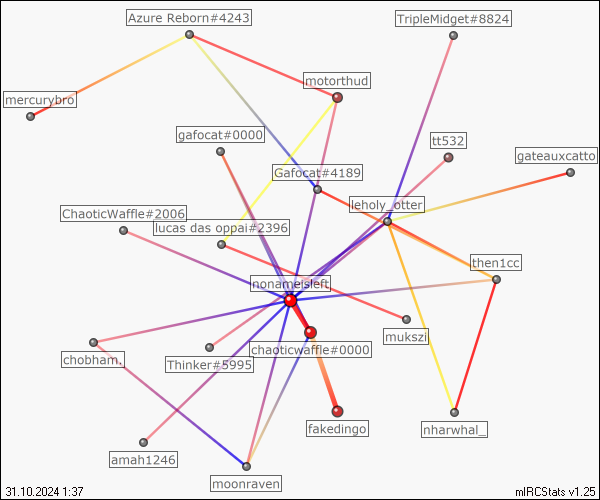 Azure Reborn#4243
TripleMidget#8824
motorthud
mercurybro
gafocat#0000
tt532
gateauxcatto
Gafocat#4189
leholy_otter
ChaoticWaffle#2006
lucas das oppai#2396
then1cc
nonameisleft
mukszi
chaoticwaffle#0000
chobham.
Thinker#5995
fakedingo
nharwhal_
amah1246
moonraven
31.10.2024 1:37
mIRCStats v1.25